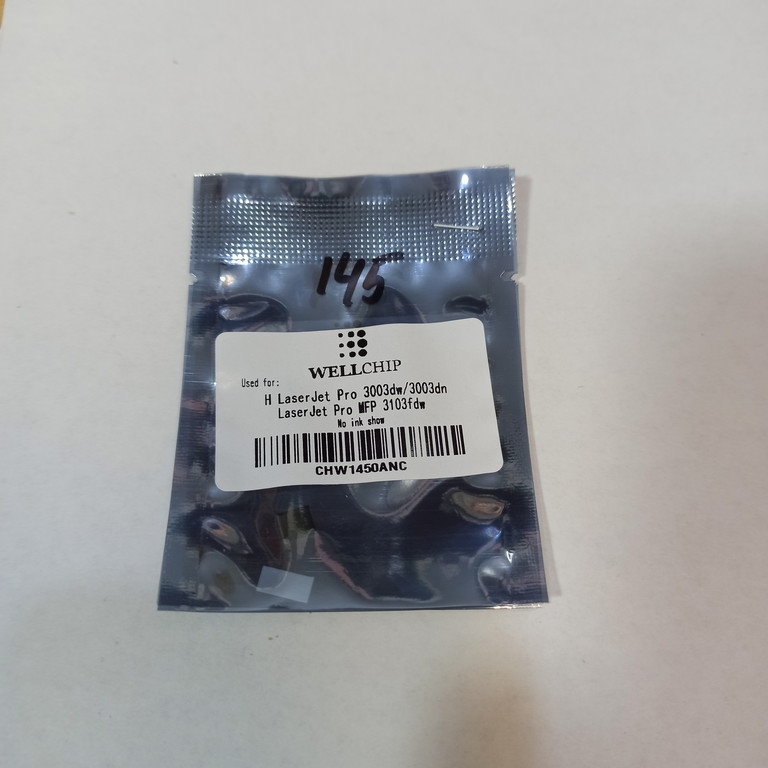 145
WELLCHIP
Used for:
H LaserJet Pro 3003dw/3003dn
LaserJet Pro MFP 3103fdw
No ink show
CHW1450ANC